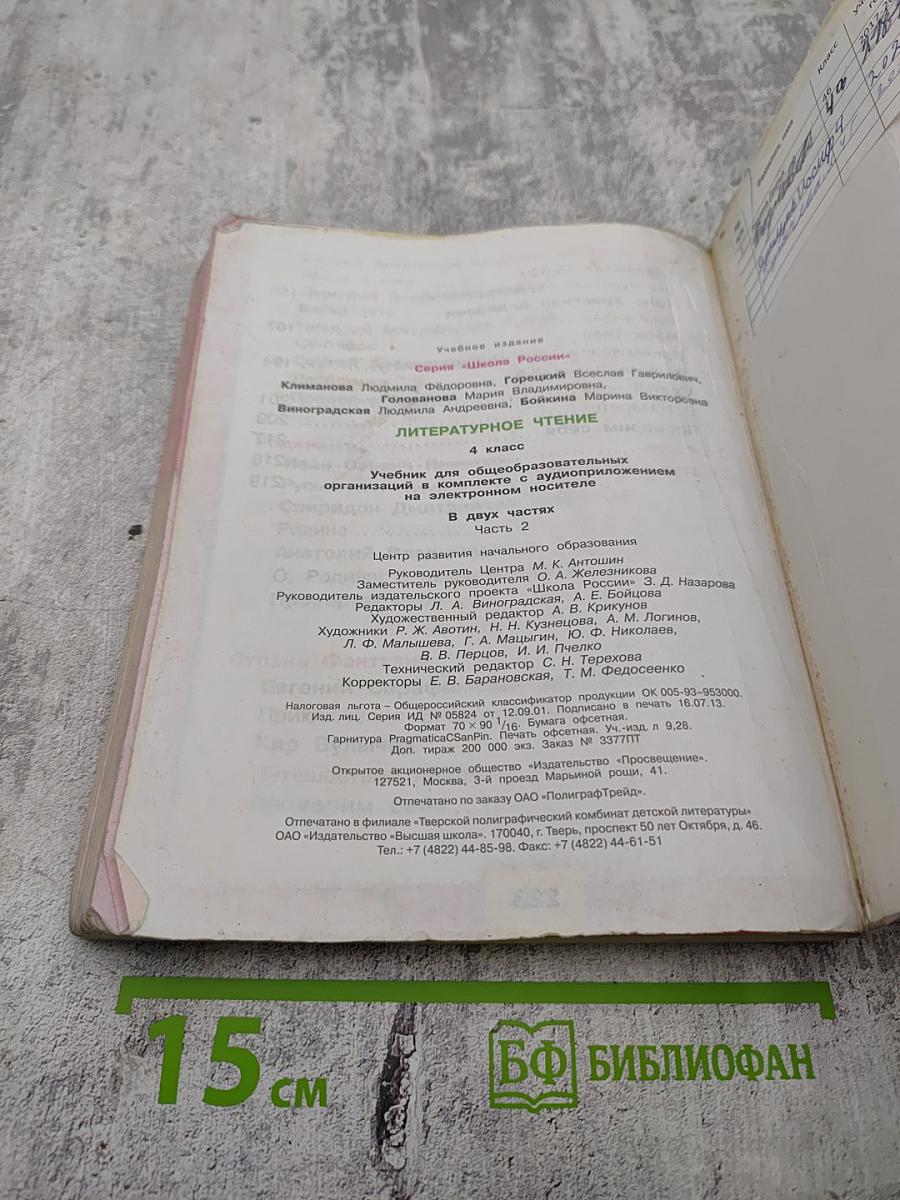 Учебное издание
Серия «Школа России»
Климанова Людмила Фёдоровна, Горецкий Всеслав Гаврилович,
Голованова Мария Владимировна,
Виноградская Людмила Андреевна, Бойкина Марина Викторовна
ЛИТЕРАТУРНОЕ ЧТЕНИЕ
4 класс
Учебник для общеобразовательных
организаций в комплекте с аудиоприложением
на электронном носителе
В двух частях
Часть 2
Центр развития начального образования
Руководитель Центра М. К. Антошин
Заместитель руководителя О. А. Железникова
Руководитель издательского проекта «Школа России» З. Д. Назарова
Редакторы Л. А. Виноградская, А. Е. Бойцова
Художественный редактор А. В. Крикунов
Художники Р. Ж. Авотин, Н. Н. Кузнецова, А. М. Логинов,
Л. Ф. Малышева, Г. А. Мацыгин, Ю. Ф. Николаев,
В. В. Перцов, И. И. Пчелко
Технический редактор С. Н. Терехова
Корректоры Е. В. Барановская, Т. М. Федосеенко
Налоговая льгота – Общероссийский классификатор продукции ОК 005-93–953000.
Изд. лиц. Серия ИД № 05824 от 12.09.01. Подписано в печать 16.07.13.
Формат 70 × 90 1/16. Бумага офсетная.
Гарнитура PragmaticaCSanPin. Печать офсетная. Уч.-изд. л 9,28.
Доп. тираж 200 000 экз. Заказ № 3377ПТ
Открытое акционерное общество «Издательство «Просвещение».
127521, Москва, 3-й проезд Марьиной рощи, 41.
Отпечатано по заказу ОАО «ПолиграфТрейд».
Отпечатано в филиале «Тверской полиграфический комбинат детской литературы»
ОАО «Издательство «Высшая школа». 170040, г. Тверь, проспект 50 лет Октября, д. 46.
Тел.: +7 (4822) 44-85-98. Факс: +7 (4822) 44-61-51
Класс
15 см
БФ БИБЛИОФАН